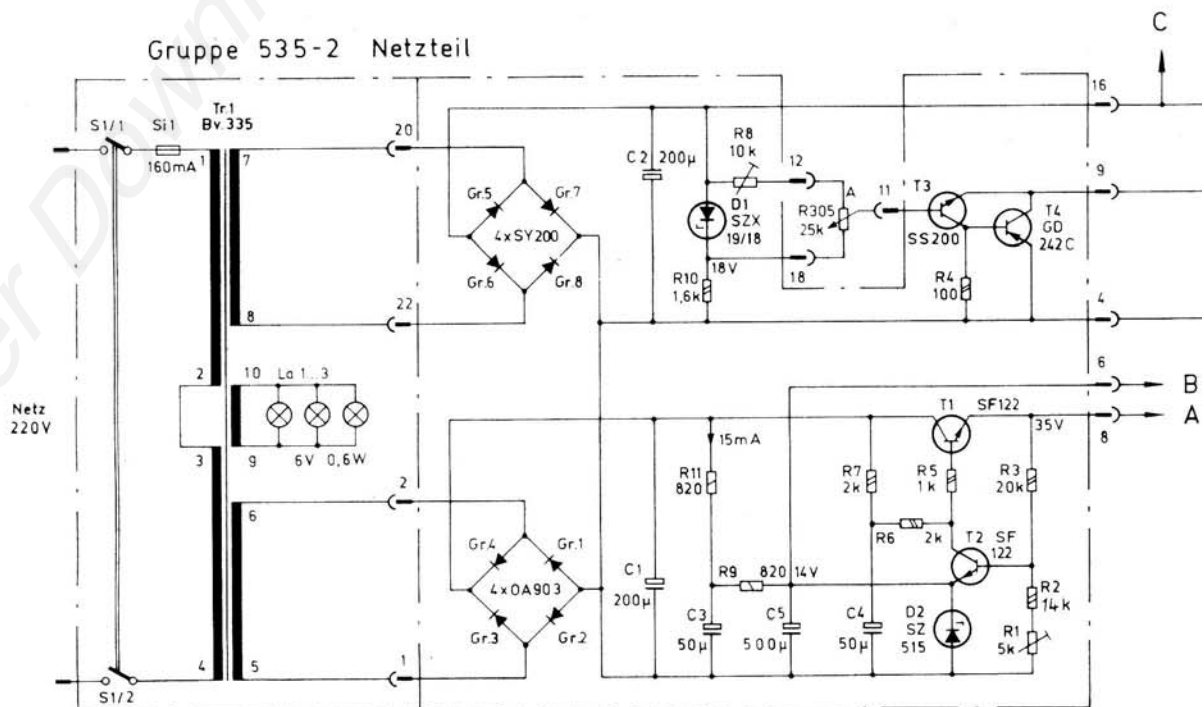 Gruppe 535-2 Netzteil
C
16
S1/1
Si1
160mA
Tr.1
Bv.335
1
7
20
C2 200µ
R8
10k
12
D1
SZX
19/18
A
R305
25k
11
T3
SS200
9
T4
GD
242C
Gr.5
Gr.7
4xSY200
Gr.6
Gr.8
18V
18
R10
1,6k
R4
100
8
22
4
2
10
La 1...3
6
B
Netz
220V
3
9
6V 0,6W
T1
SF122
35V
8
A
15mA
R11
820
R7
2k
R5
1k
R3
20k
6
2
R6
2k
T2 SF
122
Gr.4
Gr.1
4xOA903
Gr.3
Gr.2
C1
200µ
R9
820
14V
R2
14k
C3
50µ
C5
500µ
C4
50µ
D2
SZ
515
R1
5k
4
5
1
S1/2